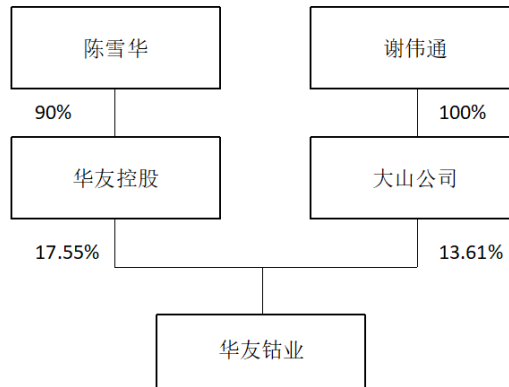 陈雪华
谢伟通
90%
100%
华友控股
大山公司
17.55%
13.61%
华友钴业